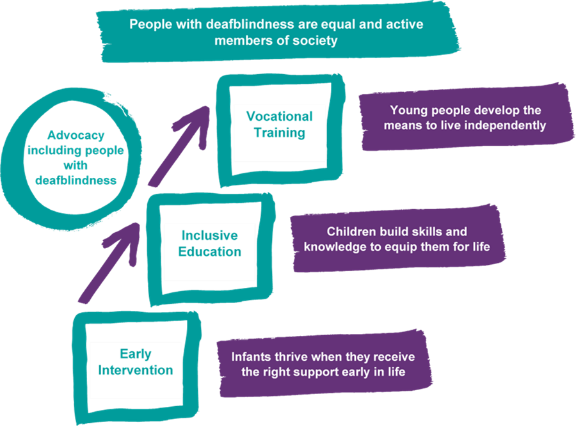 People with deafblindness are equal and active
members of society
Advocacy
including people
with
deafblindness
Vocational
Training
Young people develop the
means to live independently
Inclusive
Education
Children build skills and
knowledge to equip them for life
Early
Intervention
Infants thrive when they receive
the right support early in life